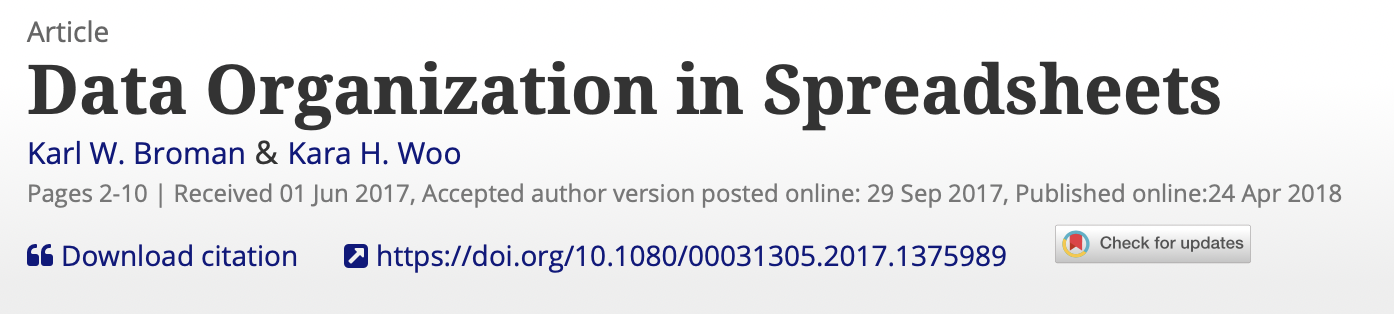 Article
Data Organization in Spreadsheets
Karl W. Broman & Kara H. Woo
Pages 2-10 | Received 01 Jun 2017, Accepted author version posted online: 29 Sep 2017, Published online:24 Apr 2018
Download citation https://doi.org/10.1080/00031305.2017.1375989 Check for updates